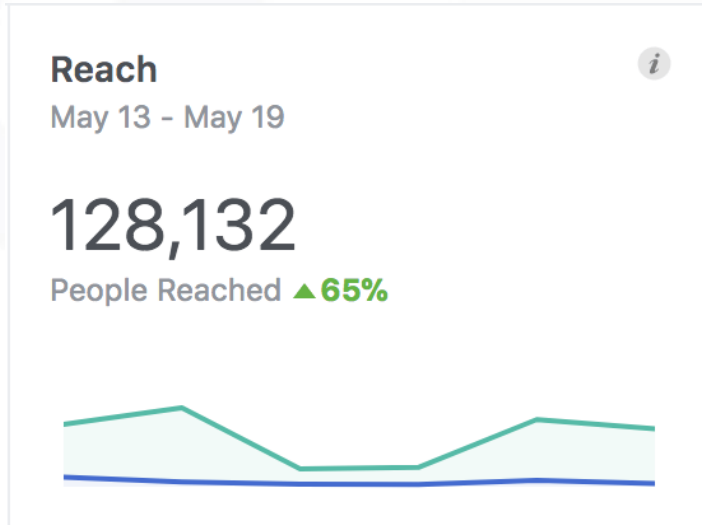 Reach
i
May 13 - May 19
128,132
People Reached ▲65%